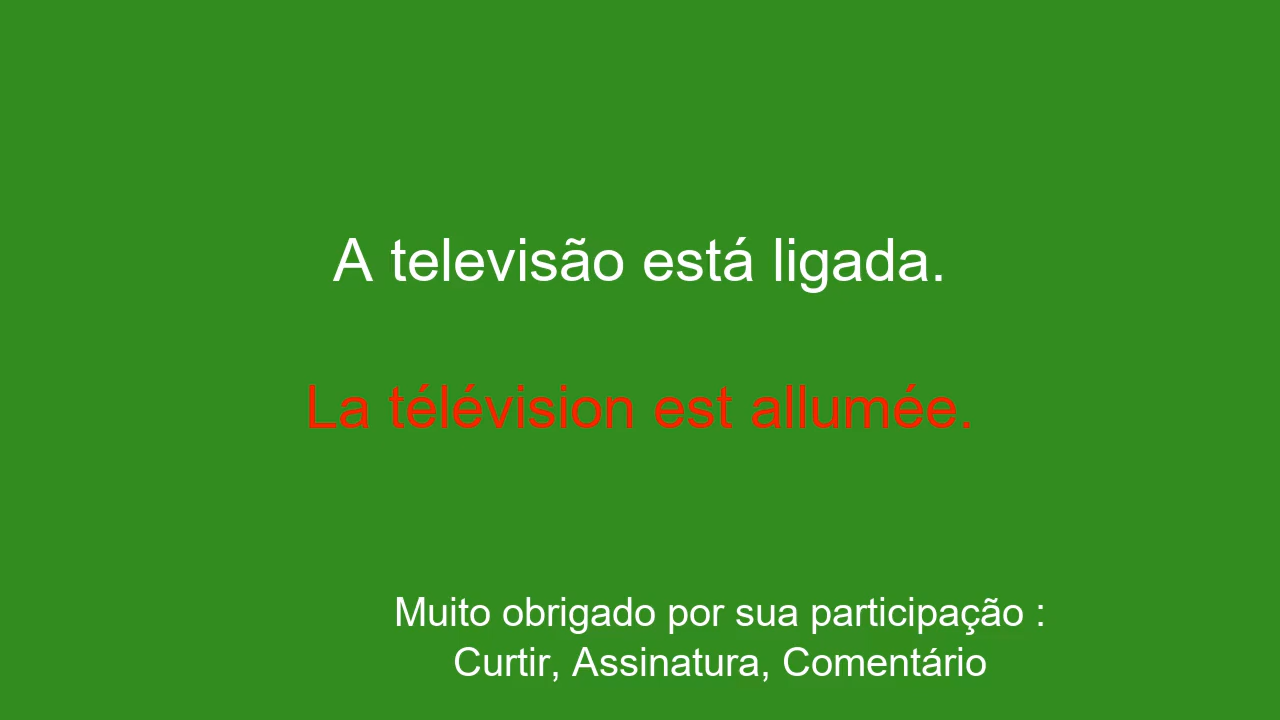 A televisão está ligada.
La télévision est allumée.
Muito obrigado por sua participação :
Curtir, Assinatura, Comentário